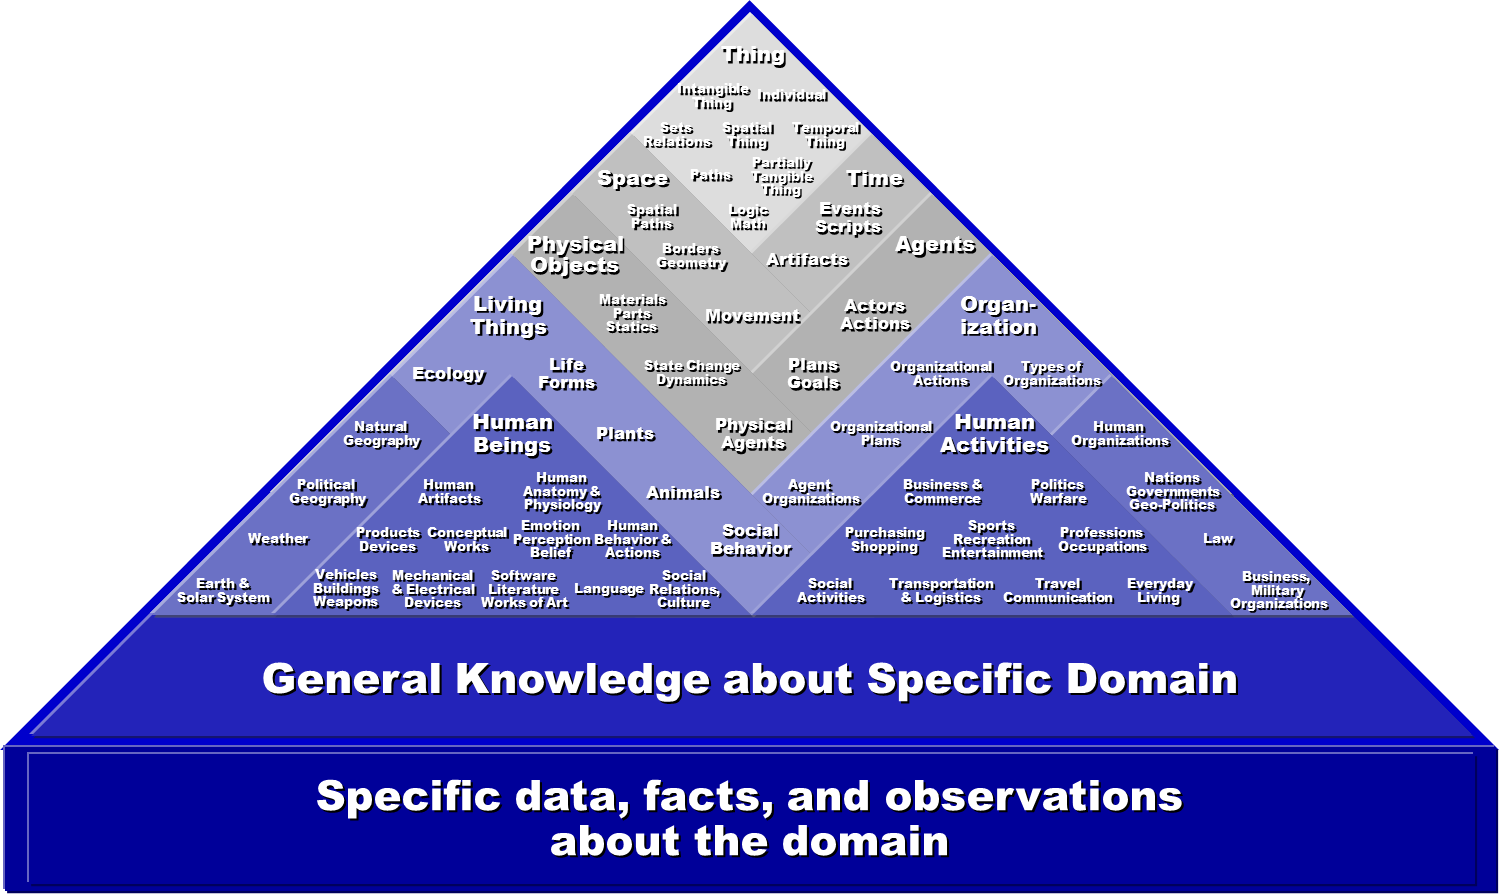 Thing
Intangible
Thing
Individual
Sets
Relations
Spatial
Thing
Temporal
Thing
Space
Paths
Partially
Tangible
Thing
Time
Spatial
Paths
Logic
Math
Events
Scripts
Physical
Objects
Borders
Geometry
Artifacts
Agents
Living
Things
Materials
Parts
Statics
Movement
Actors
Actions
Organ-
ization
Ecology
Life
Forms
State Change
Dynamics
Plans
Goals
Organizational
Actions
Types of
Organizations
Natural
Geography
Human
Beings
Plants
Physical
Agents
Organizational
Plans
Human
Activities
Human
Organizations
Political
Geography
Human
Artifacts
Human
Anatomy &
Physiology
Animals
Agent
Organizations
Business &
Commerce
Politics
Warfare
Nations
Governments
Geo-Politics
Weather
Products
Devices
Conceptual
Works
Emotion
Perception
Belief
Human
Behavior &
Actions
Social
Behavior
Purchasing
Shopping
Sports
Recreation
Entertainment
Professions
Occupations
Law
Earth &
Solar System
Vehicles
Buildings
Weapons
Mechanical
& Electrical
Devices
Software
Literature
Works of Art
Language
Social
Relations,
Culture
Social
Activities
Transportation
& Logistics
Travel
Communication
Everyday
Living
Business,
Military
Organizations
General Knowledge about Specific Domain
Specific data, facts, and observations
about the domain